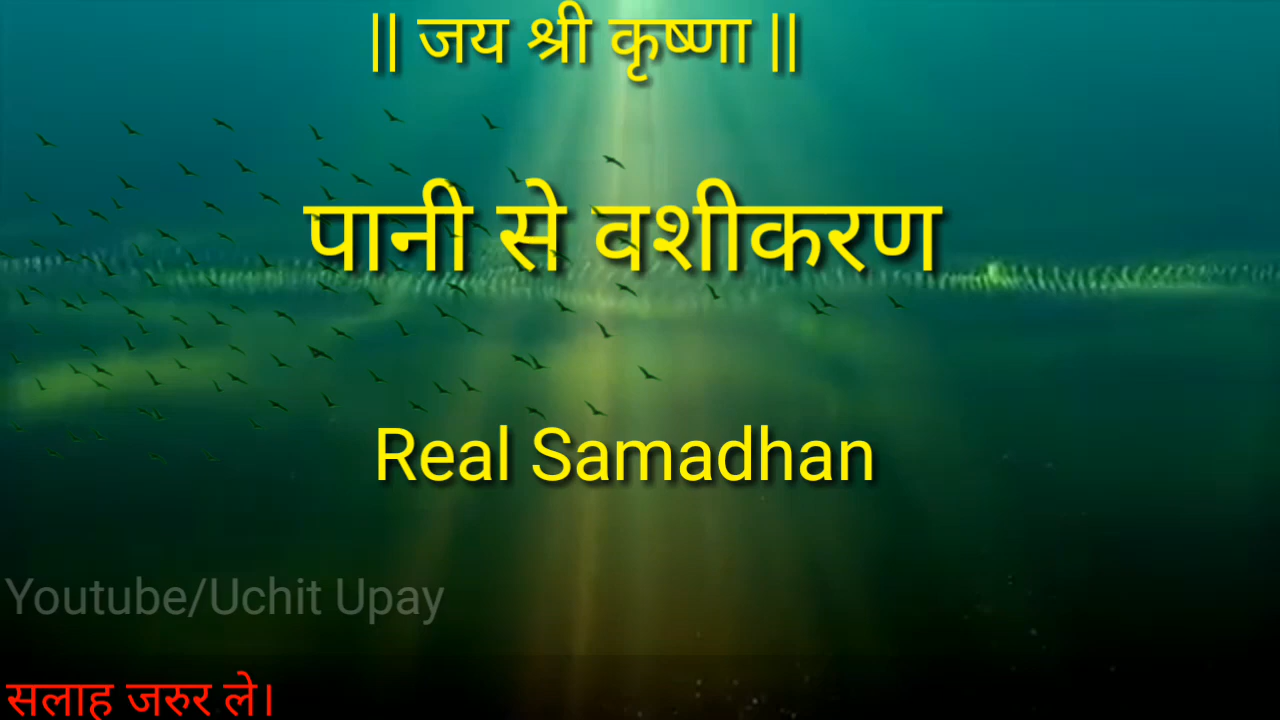 || जय श्री कृष्णा ||
पानी से वशीकरण
Real Samadhan
Youtube/Uchit Upay
सलाह जरुर ले।